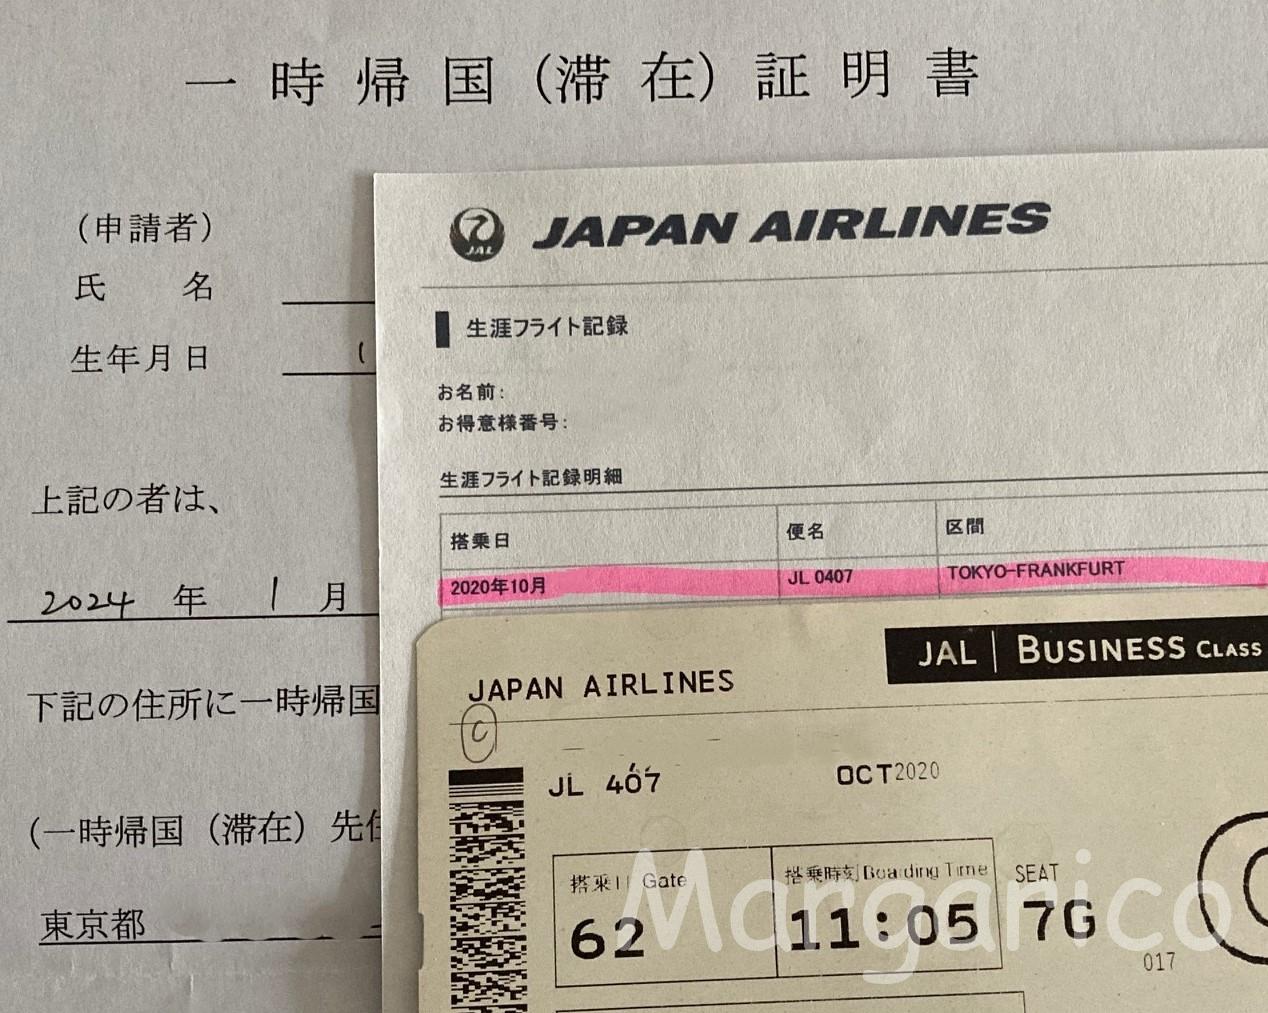 一時帰国（滞在）証明書
（申請者）
氏 名
生年月日
上記の者は、
2024 年 1 月
下記の住所に一時帰国
（一時帰国（滞在）先住
東京都
JAL
JAPAN AIRLINES
生涯フライト記録
お名前:
お得意様番号:
生涯フライト記録明細
搭乗日 便名 区間
2020年10月 JL 0407 TOKYO-FRANKFURT
JAL | BUSINESS CLASS
JAPAN AIRLINES
C
JL 407 OCT2020
搭乗口 Gate 搭乗時刻 Boarding Time SEAT
62 11:05 7G
017
Margarico